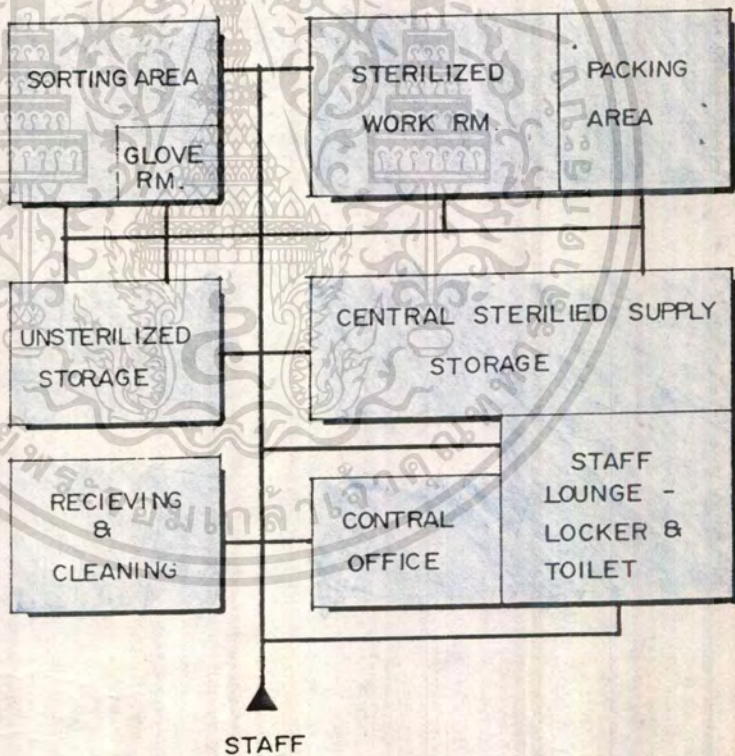 SORTING AREA
GLOVE
RM.
STERILIZED
WORK RM.
PACKING
AREA
UNSTERILIZED
STORAGE
CENTRAL STERILIED SUPPLY
STORAGE
RECIEVING
&
CLEANING
CONTRAL
OFFICE
STAFF
LOUNGE -
LOCKER &
TOILET
STAFF